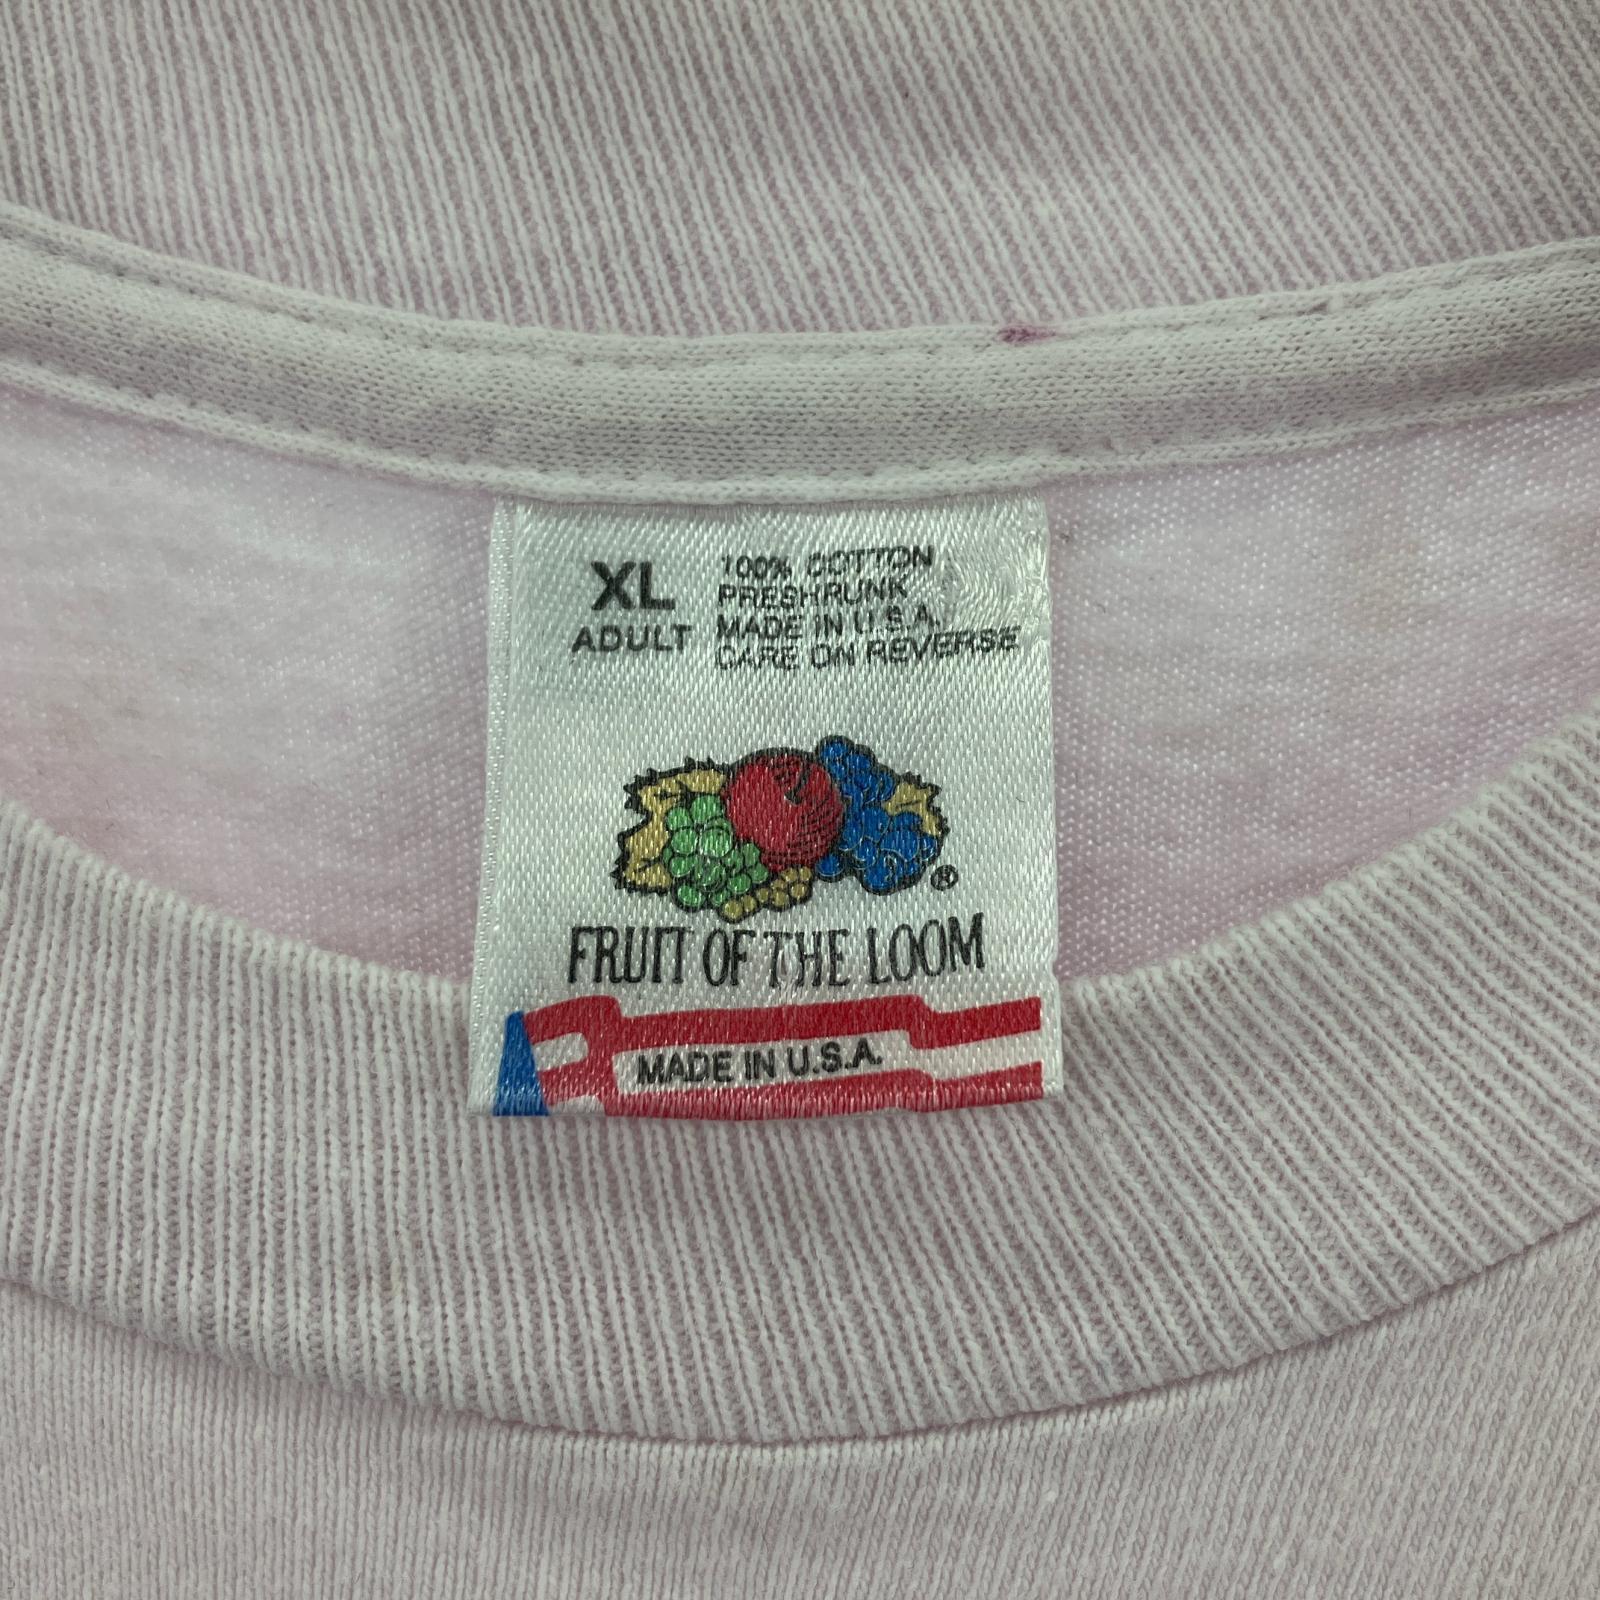 XL
ADULT
100% COTTON
PRESHRUNK
MADE IN U.S.A.
CARE ON REVERSE
®
FRUIT OF THE LOOM
MADE IN U.S.A.